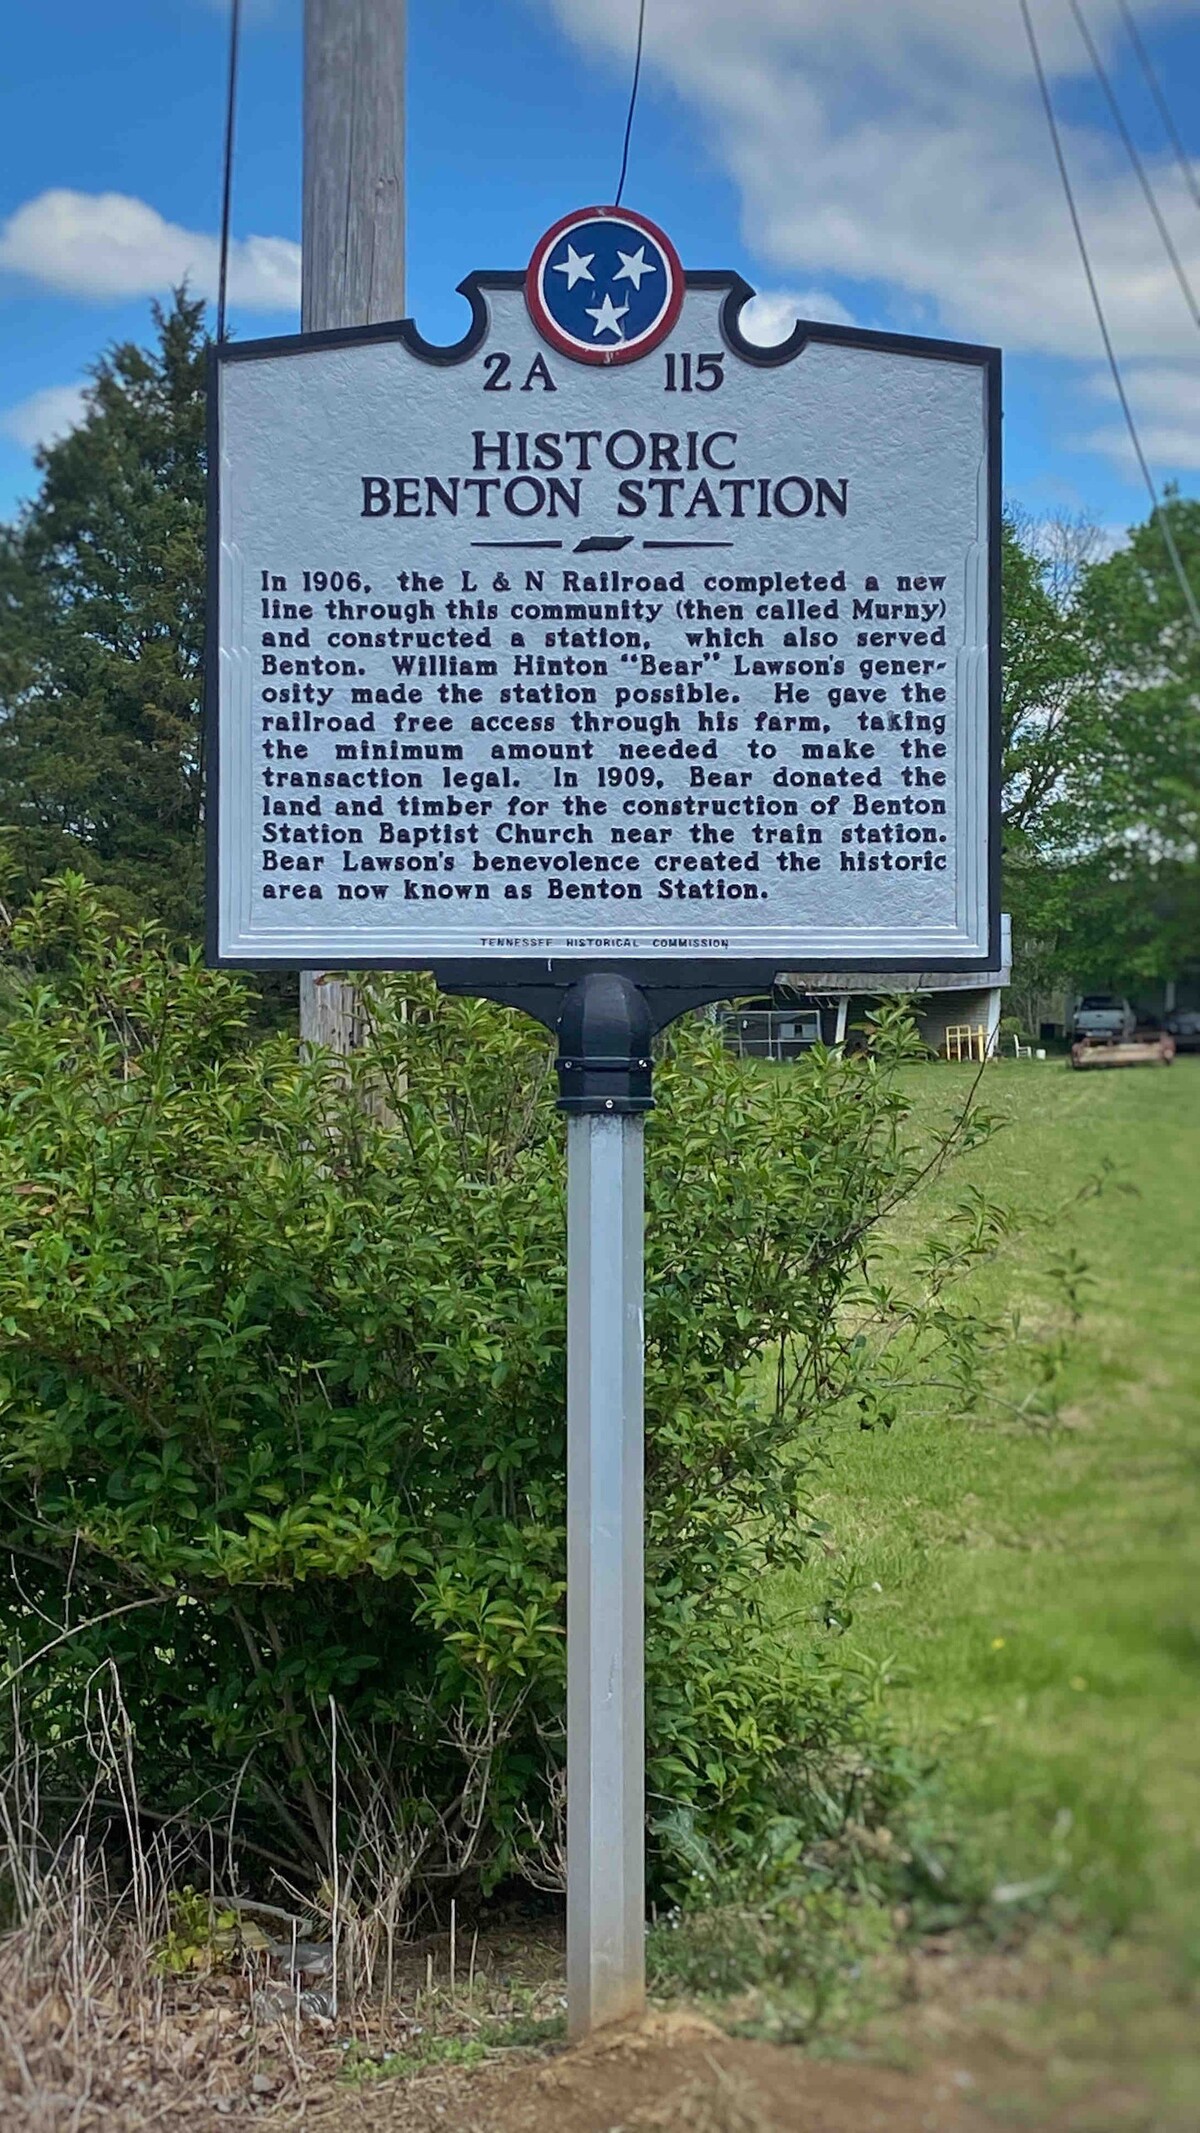 2A 115
HISTORIC
BENTON STATION
In 1906, the L & N Railroad completed a new
line through this community (then called Murny)
and constructed a station, which also served
Benton. William Hinton “Bear” Lawson's gener-
osity made the station possible. He gave the
railroad free access through his farm, taking
the minimum amount needed to make the
transaction legal. In 1909, Bear donated the
land and timber for the construction of Benton
Station Baptist Church near the train station.
Bear Lawson's benevolence created the historic
area now known as Benton Station.
TENNESSEE HISTORICAL COMMISSION